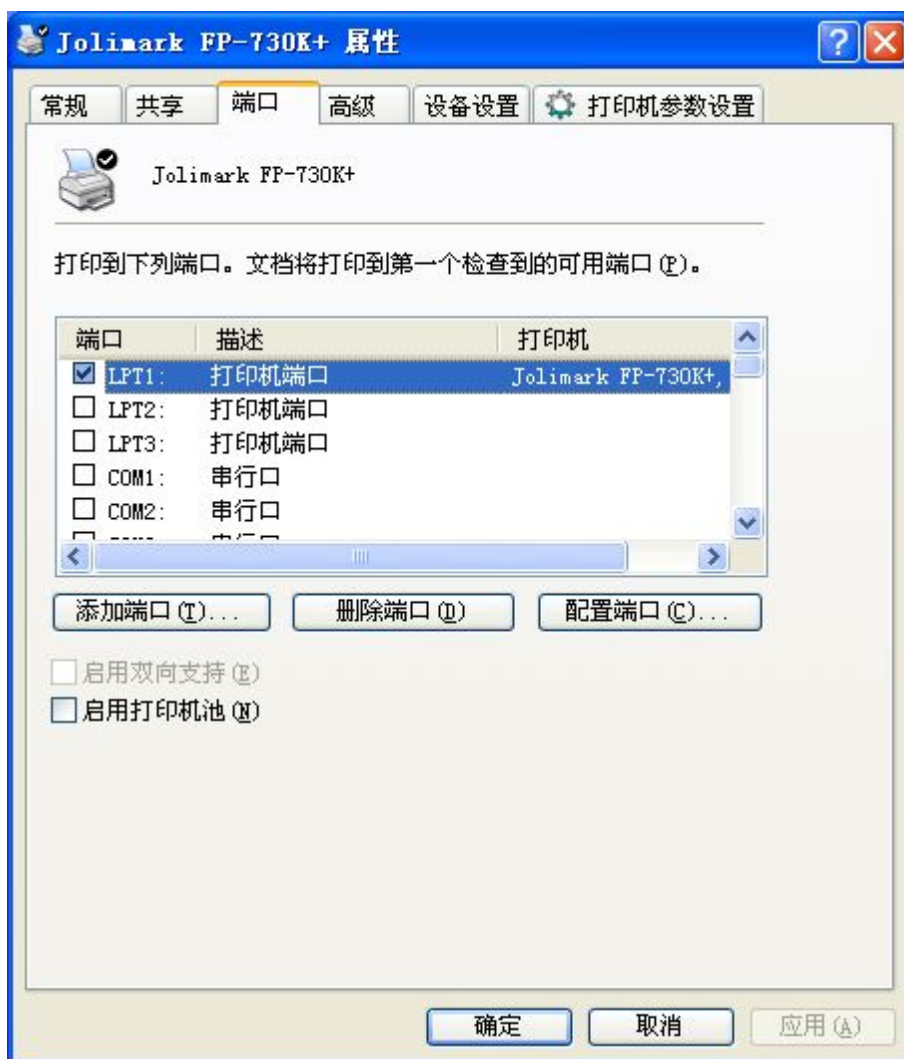 Jolimark FP-730K+ 属性
常规 共享 端口 高级 设备设置 打印机参数设置
Jolimark FP-730K+
打印到下列端口。文档将打印到第一个检查到的可用端口(P)。
端口 描述 打印机
LPT1: 打印机端口 Jolimark FP-730K+,
LPT2: 打印机端口
LPT3: 打印机端口
COM1: 串行口
COM2: 串行口
添加端口(T)... 删除端口(D) 配置端口(C)...
启用双向支持(E)
启用打印机池(N)
确定 取消 应用(A)